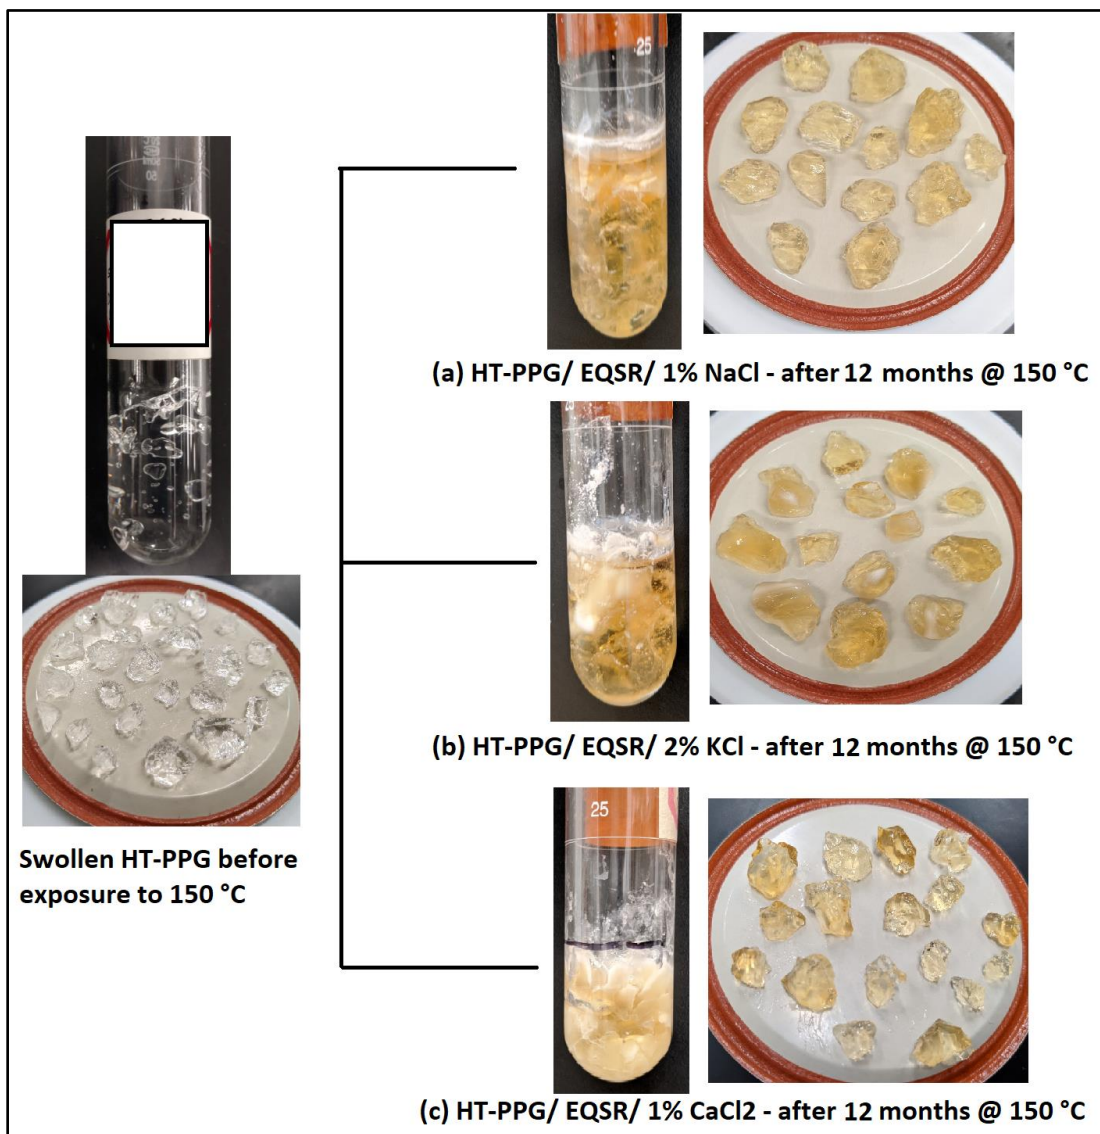 25
(a) HT-PPG/ EQSR/ 1% NaCl - after 12 months @ 150 °C
50
(b) HT-PPG/ EQSR/ 2% KCl - after 12 months @ 150 °C
Swollen HT-PPG before
exposure to 150 °C
25
(c) HT-PPG/ EQSR/ 1% CaCl2 - after 12 months @ 150 °C